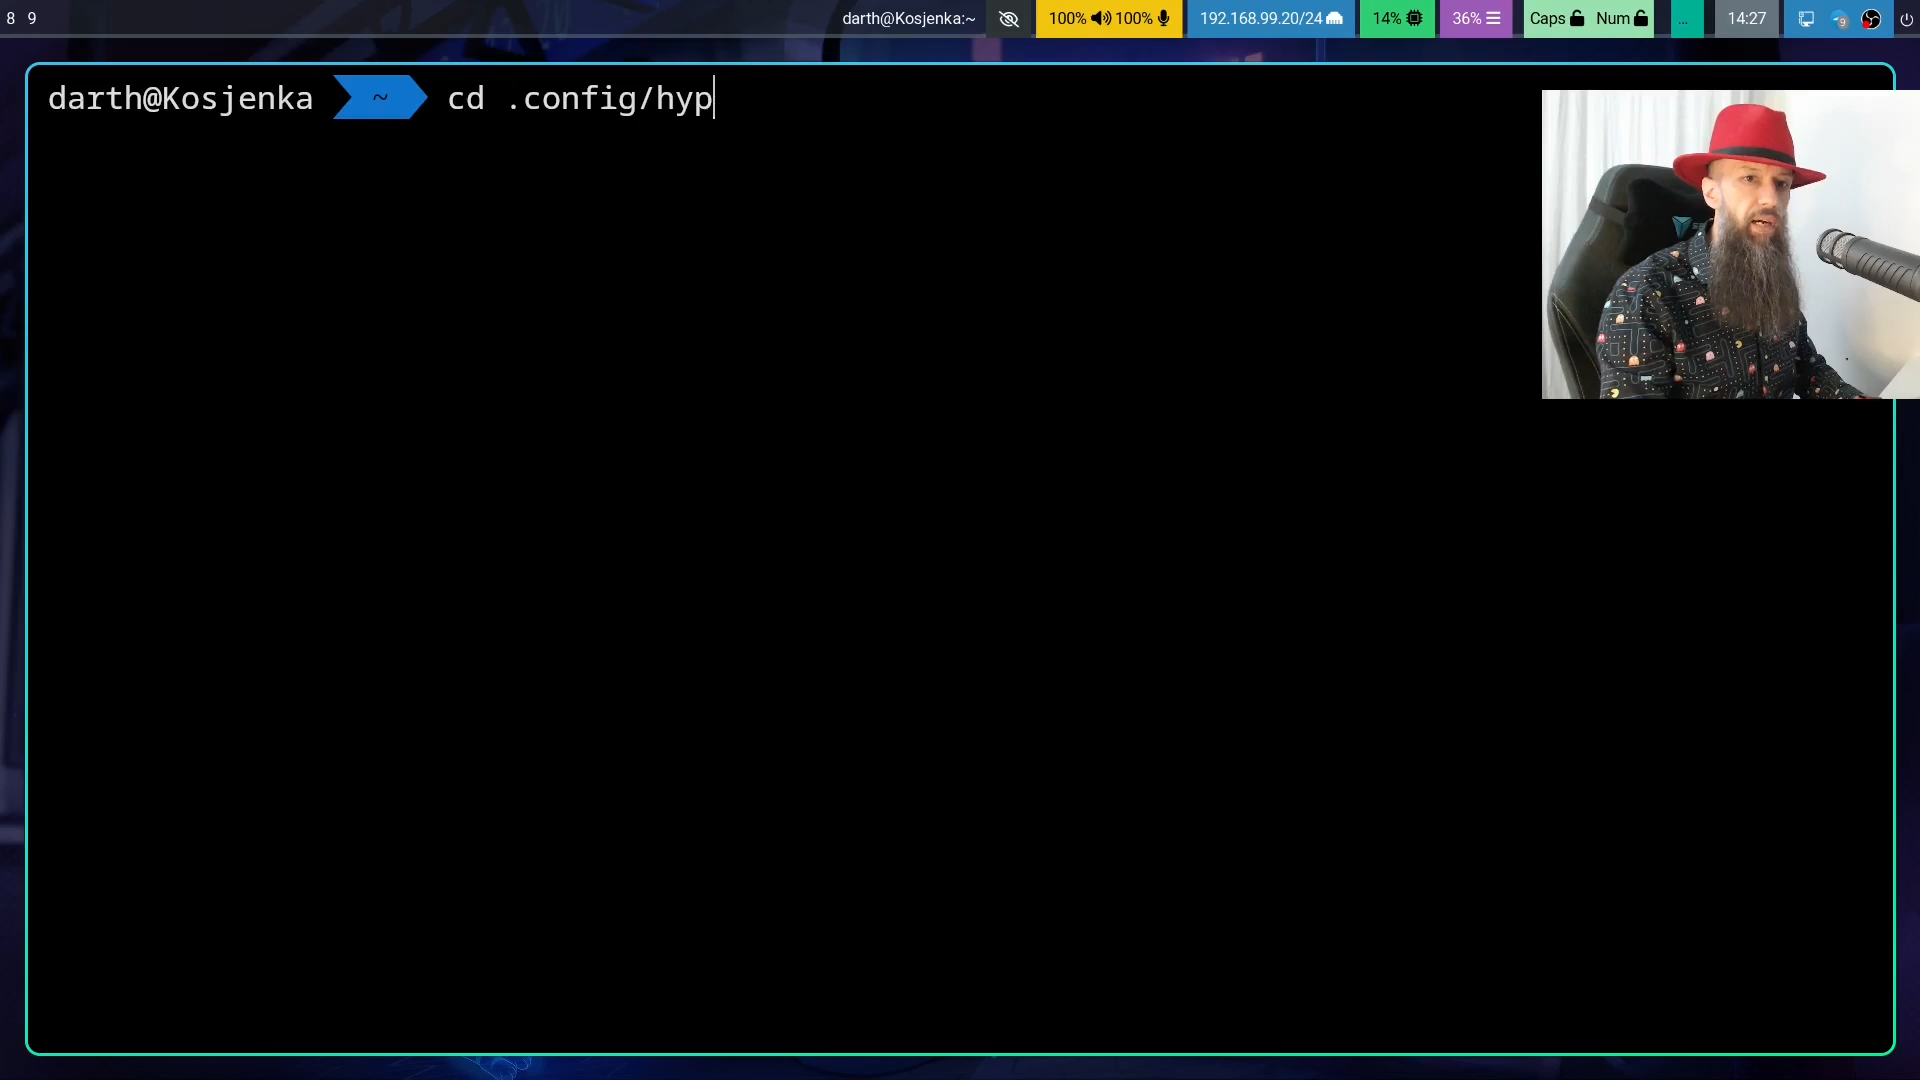 8 9 darth@Kosjenka:~ 100% 100% 192.168.99.20/24 14% 36% Caps Num ... 14:27 9
darth@Kosjenka ~ cd .config/hyp